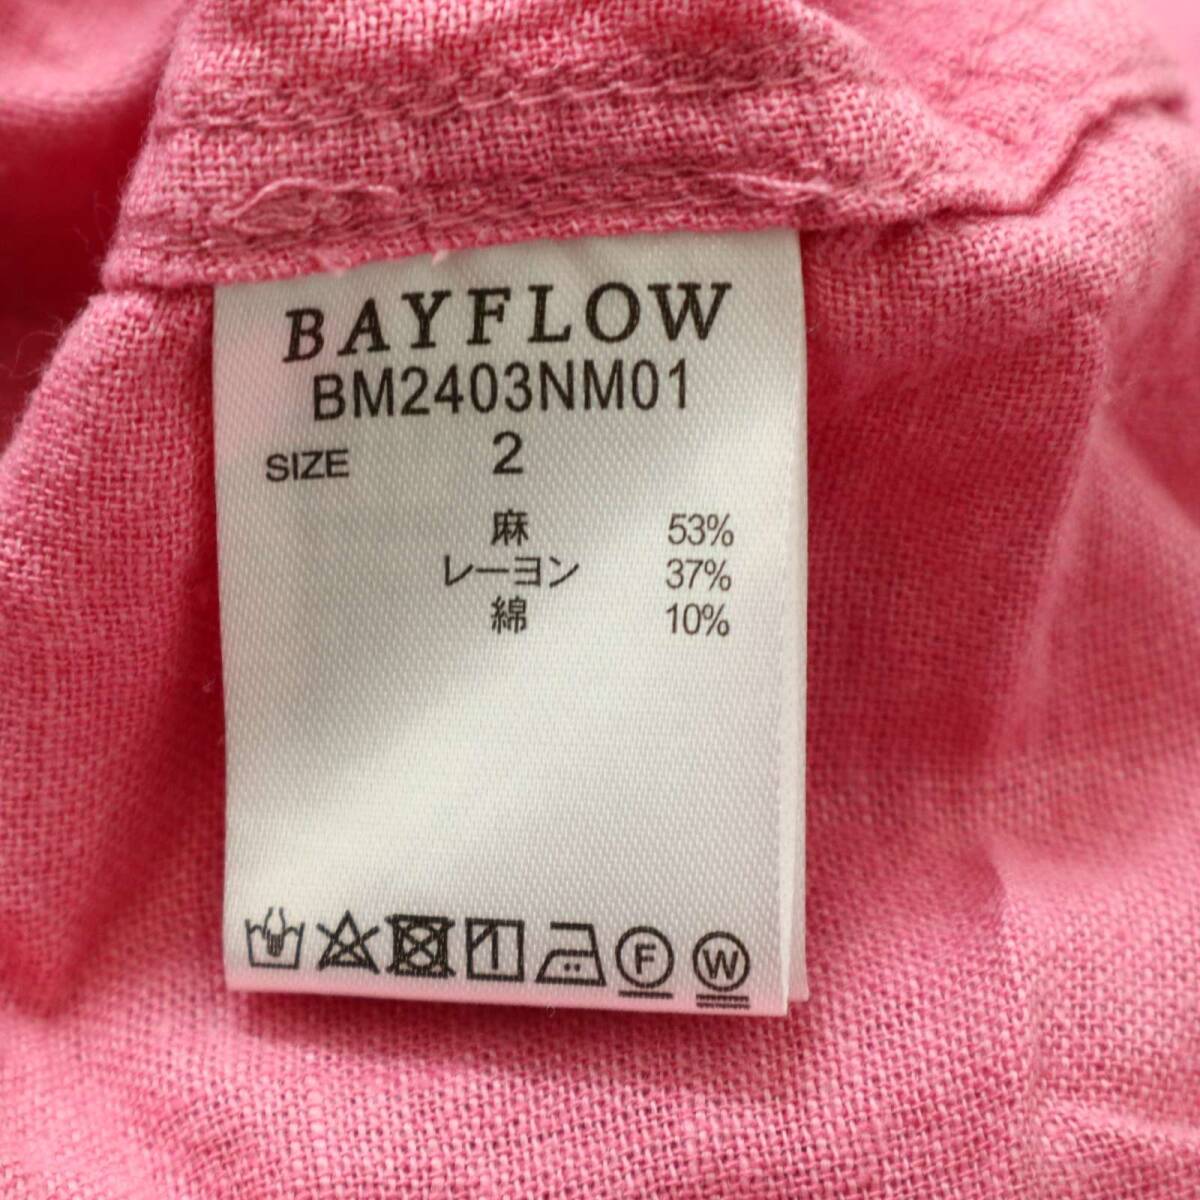 BAYFLOW
BM2403NM01
SIZE 2
麻 53%
レーヨン 37%
綿 10%
F W